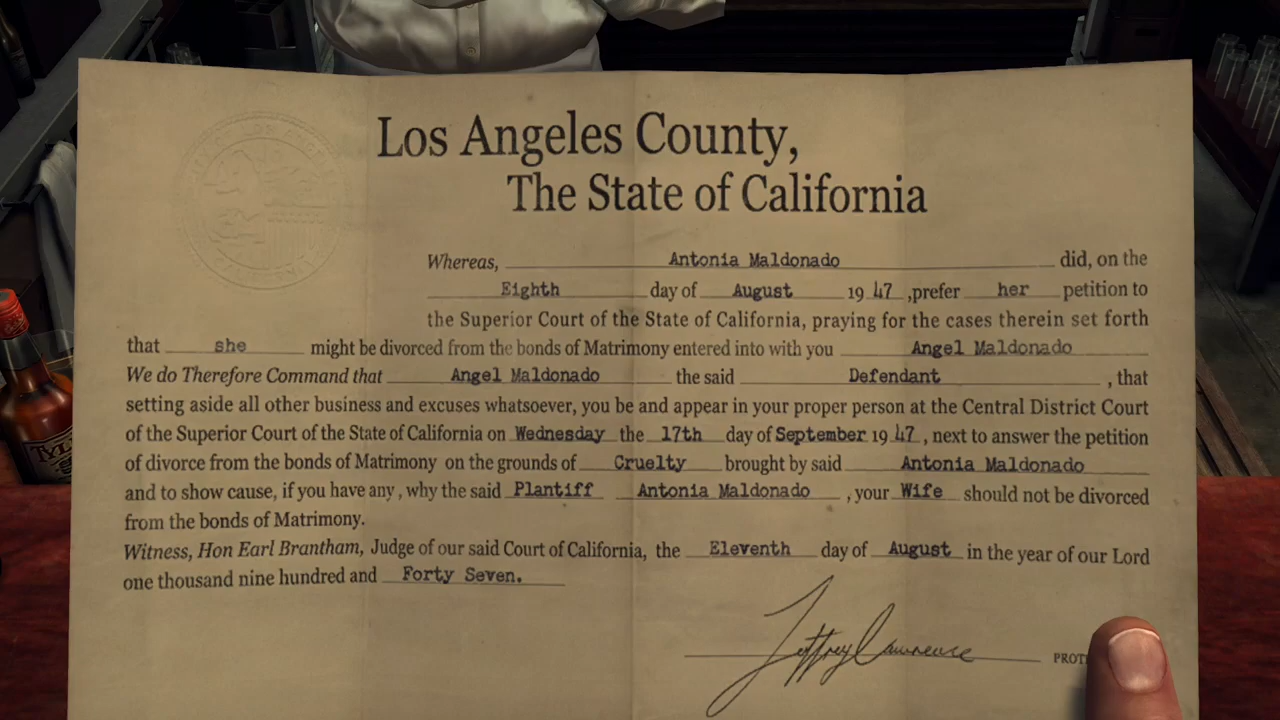 Los Angeles County,
The State of California
Whereas, Antonia Maldonado did, on the
Eighth day of August 19 47 ,prefer her petition to
the Superior Court of the State of California, praying for the cases therein set forth
that she might be divorced from the bonds of Matrimony entered into with you Angel Maldonado
We do Therefore Command that Angel Maldonado the said Defendant , that
setting aside all other business and excuses whatsoever, you be and appear in your proper person at the Central District Court
of the Superior Court of the State of California on Wednesday the 17th day of September 19 47 , next to answer the petition
of divorce from the bonds of Matrimony on the grounds of Cruelty brought by said Antonia Maldonado
and to show cause, if you have any , why the said Plantiff Antonia Maldonado , your Wife should not be divorced
from the bonds of Matrimony.
Witness, Hon Earl Brantham, Judge of our said Court of California, the Eleventh day of August in the year of our Lord
one thousand nine hundred and Forty Seven.
Jeffrey Lawrence